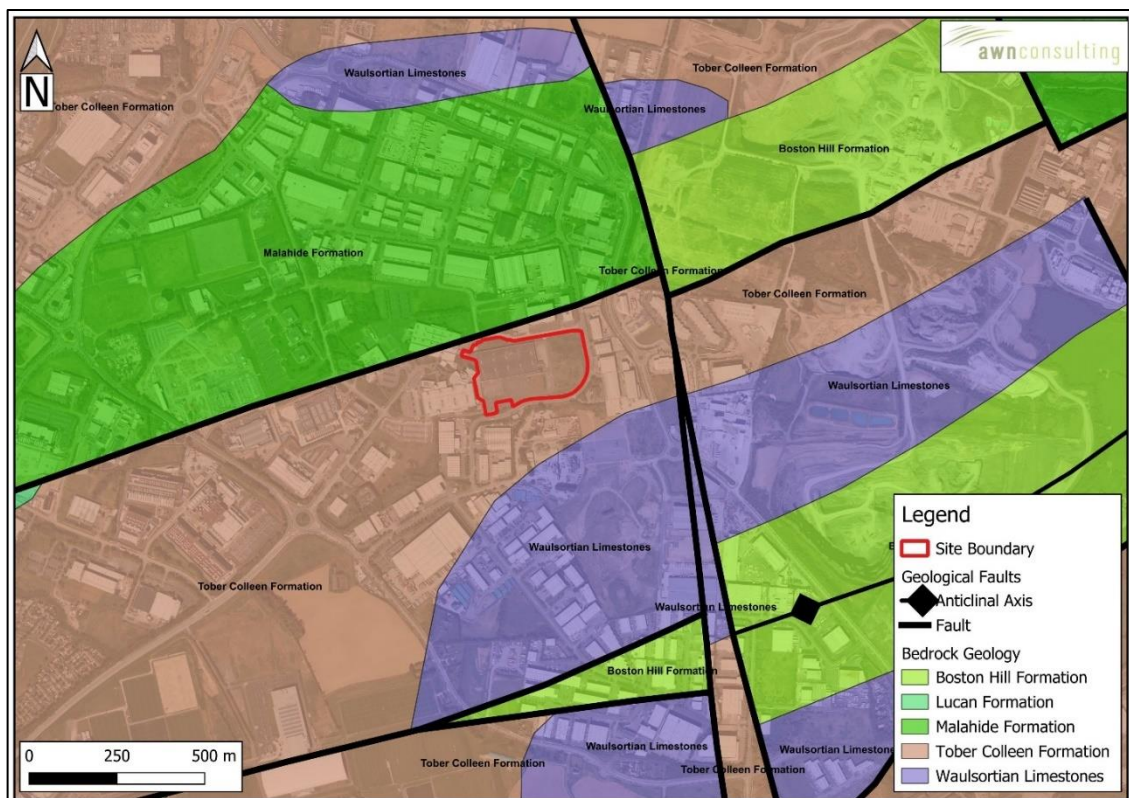 N
awnconsulting
Waulsortian Limestones
Tober Colleen Formation
Tober Colleen Formation
Waulsortian Limestones
Boston Hill Formation
Malahide Formation
Tober Colleen Formation
Tober Colleen Formation
Waulsortian Limestones
Waulsortian Limestones
Tober Colleen Formation
Waulsortian Limestones
Boston Hill Formation
Waulsortian Limestones
Waulsortian Limestones
Tober Colleen Formation
Tober Colleen Formation
Legend
Site Boundary
Geological Faults
Anticlinal Axis
Fault
Bedrock Geology
Boston Hill Formation
Lucan Formation
Malahide Formation
Tober Colleen Formation
Waulsortian Limestones
0 250 500 m